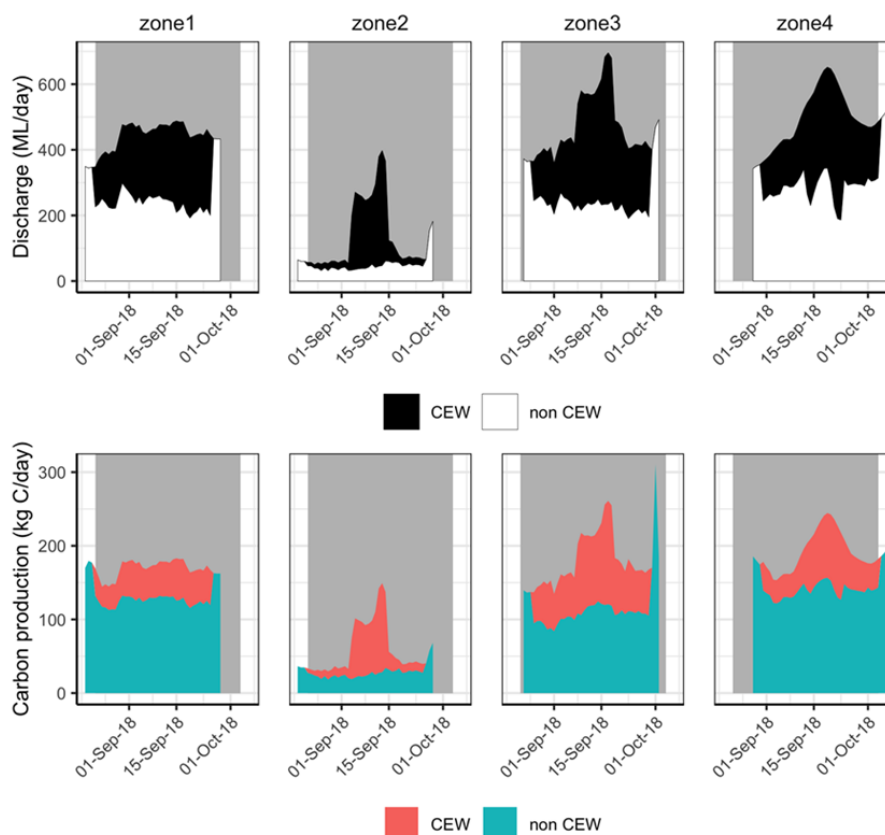 zone1 zone2 zone3 zone4
Discharge (ML/day)
600
400
200
0
01-Sep-18 15-Sep-18 01-Oct-18 01-Sep-18 15-Sep-18 01-Oct-18 01-Sep-18 15-Sep-18 01-Oct-18 01-Sep-18 15-Sep-18 01-Oct-18
CEW non CEW
Carbon production (kg C/day)
300
200
100
0
01-Sep-18 15-Sep-18 01-Oct-18 01-Sep-18 15-Sep-18 01-Oct-18 01-Sep-18 15-Sep-18 01-Oct-18 01-Sep-18 15-Sep-18 01-Oct-18
CEW non CEW